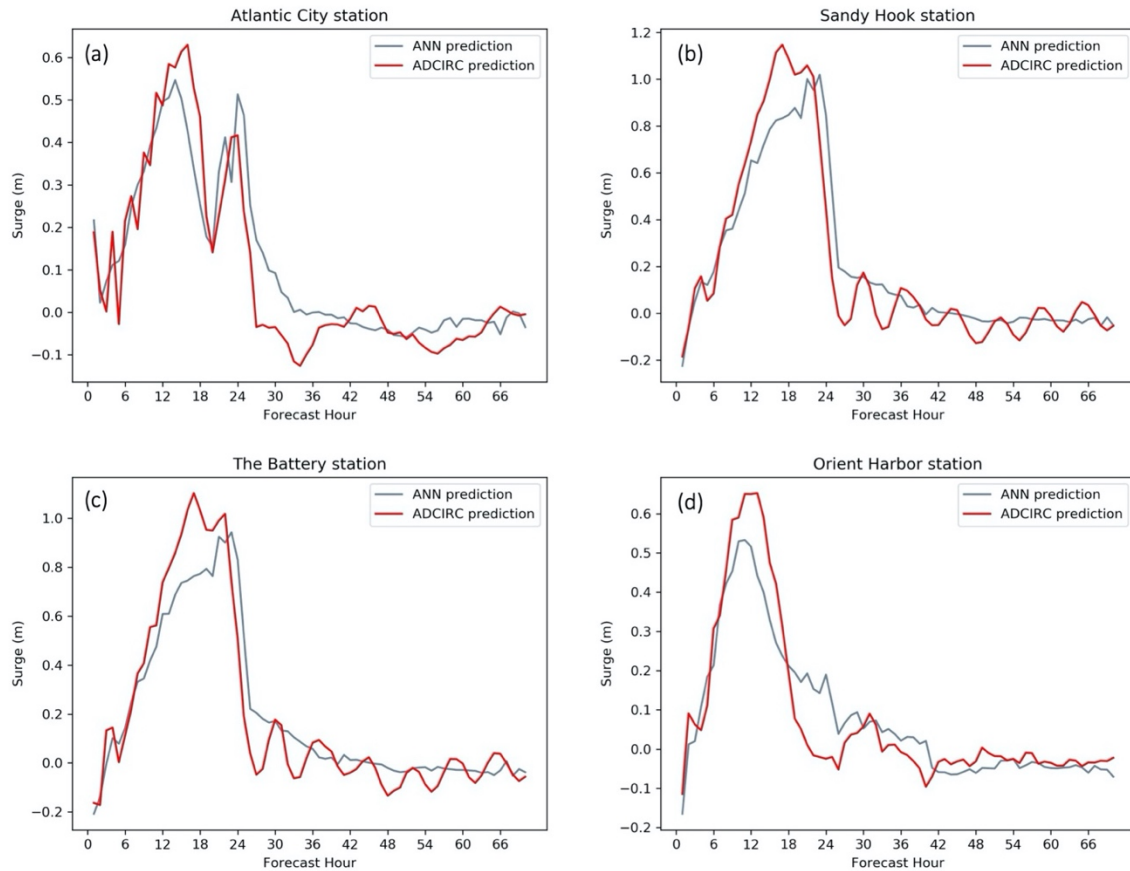 Atlantic City station
(a)
ANN prediction
ADCIRC prediction
Surge (m)
0.6
0.5
0.4
0.3
0.2
0.1
0.0
−0.1
0 6 12 18 24 30 36 42 48 54 60 66
Forecast Hour
Sandy Hook station
(b)
ANN prediction
ADCIRC prediction
Surge (m)
1.2
1.0
0.8
0.6
0.4
0.2
0.0
−0.2
0 6 12 18 24 30 36 42 48 54 60 66
Forecast Hour
The Battery station
(c)
ANN prediction
ADCIRC prediction
Surge (m)
1.0
0.8
0.6
0.4
0.2
0.0
−0.2
0 6 12 18 24 30 36 42 48 54 60 66
Forecast Hour
Orient Harbor station
(d)
ANN prediction
ADCIRC prediction
Surge (m)
0.6
0.5
0.4
0.3
0.2
0.1
0.0
−0.1
−0.2
0 6 12 18 24 30 36 42 48 54 60 66
Forecast Hour